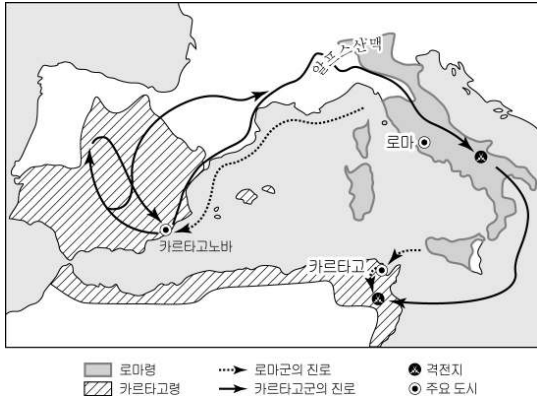 알프스산맥
로마
카르타고노바
카르타고
로마령 로마군의 진로 격전지
카르타고령 카르타고군의 진로 주요 도시